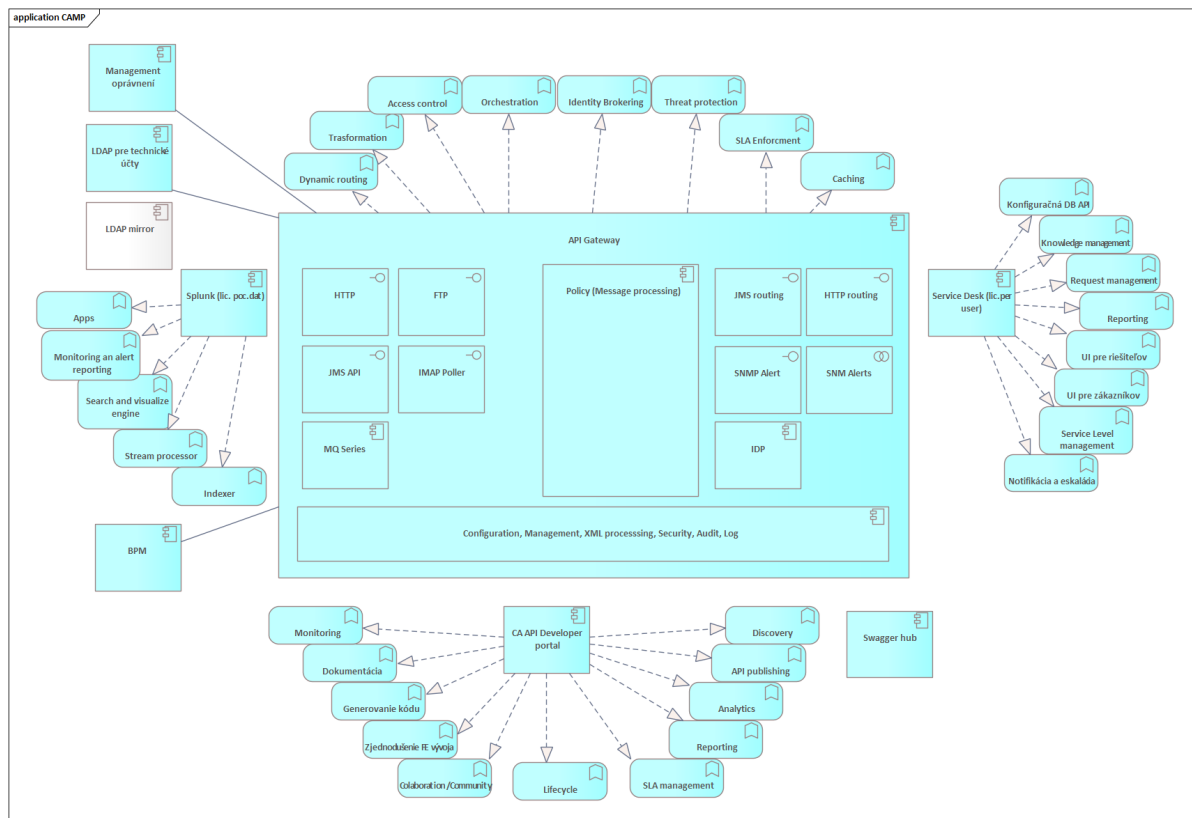 application CAMP
Management
oprávnení
LDAP pre technické
účty
LDAP mirror
Access control
Orchestration
Identity Brokering
Threat protection
Trasformation
SLA Enforcment
Dynamic routing
Caching
Splunk (lic. poc.dat)
Apps
Monitoring an alert
reporting
Search and visualize
engine
Stream processor
Indexer
BPM
API Gateway
HTTP
FTP
Policy (Message processing)
JMS routing
HTTP routing
JMS API
IMAP Poller
SNMP Alert
SNM Alerts
MQ Series
IDP
Configuration, Management, XML processsing, Security, Audit, Log
Service Desk (lic.per
user)
Konfiguračná DB API
Knowledge management
Request management
Reporting
UI pre riešiteľov
UI pre zákazníkov
Service Level
management
Notifikácia a eskalácia
CA API Developer
portal
Monitoring
Dokumentácia
Generovanie kódu
Zjednodušenie FE vývoja
Colaboration /Community
Lifecycle
Discovery
API publishing
Analytics
Reporting
SLA management
Swagger hub